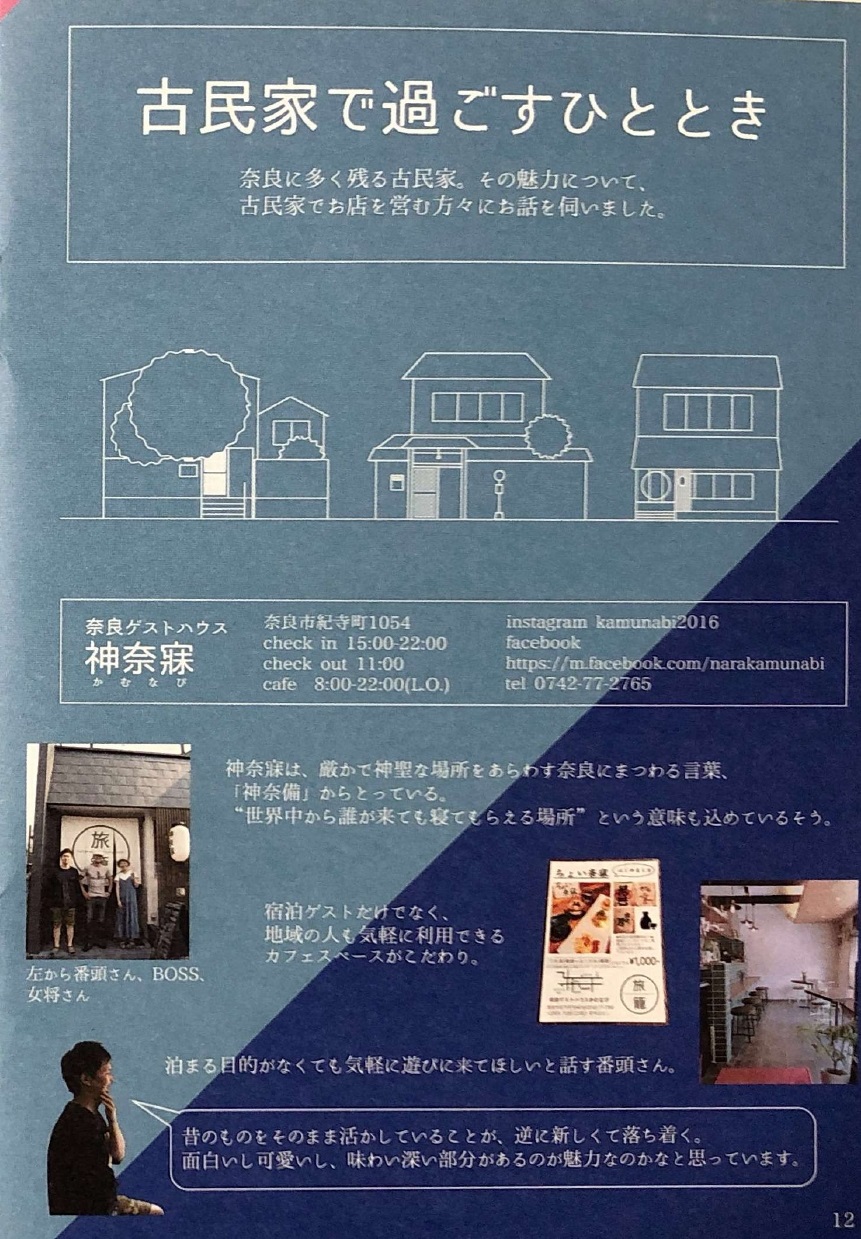 古民家で過ごすひととき
奈良に多く残る古民家。その魅力について、
古民家でお店を営む方々にお話を伺いました。
奈良ゲストハウス
神奈寐
かむなび
奈良市紀寺町1054
check in 15:00-22:00
check out 11:00
cafe 8:00-22:00(L.O.)
instagram kamunabi2016
facebook
https://m.facebook.com/narakamunabi
tel 0742-77-2765
神奈寐は、厳かで神聖な場所をあらわす奈良にまつわる言葉、
「神奈備」からとっている。
“世界中から誰が来ても寝てもらえる場所”という意味も込めているそう。
旅籠
左から番頭さん、BOSS、
女将さん
宿泊ゲストだけでなく、
地域の人も気軽に利用できる
カフェスペースがこだわり。
ちょい呑寐
¥1,000-
旅籠
泊まる目的がなくても気軽に遊びに来てほしいと話す番頭さん。
昔のものをそのまま活かしていることが、逆に新しくて落ち着く。
面白いし可愛いし、味わい深い部分があるのが魅力なのかなと思っています。
12